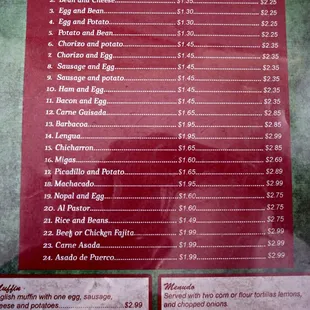 2. Bean and Cheese $1.35 $2.25
3. Egg and Bean $1.30 $2.25
4. Egg and Potato $1.30 $2.25
5. Potato and Bean $1.30 $2.25
6. Chorizo and potato $1.45 $2.35
7. Chorizo and Egg $1.45 $2.35
8. Sausage and Egg $1.45 $2.35
9. Sausage and potato $1.45 $2.35
10. Ham and Egg $1.45 $2.35
11. Bacon and Egg $1.45 $2.35
12. Carne Guisada $1.65 $2.85
13. Barbacoa $1.95 $2.85
14. Lengua $1.95 $2.99
15. Chicharron $1.65 $2.85
16. Migas $1.60 $2.69
17. Picadillo and Potato $1.65 $2.89
18. Machacado $1.95 $2.99
19. Nopal and Egg $1.60 $2.75
20. Al Pastor $1.60 $2.75
21. Rice and Beans $1.49 $2.75
22. Beef or Chicken Fajita $1.99 $2.99
23. Carne Asada $1.99 $2.99
24. Asado de Puerco $1.99 $2.99
Menudo
english muffin with one egg, sausage,
Served with two corn or flour tortillas lemons,
and potatoes $2.99
and chopped onions.